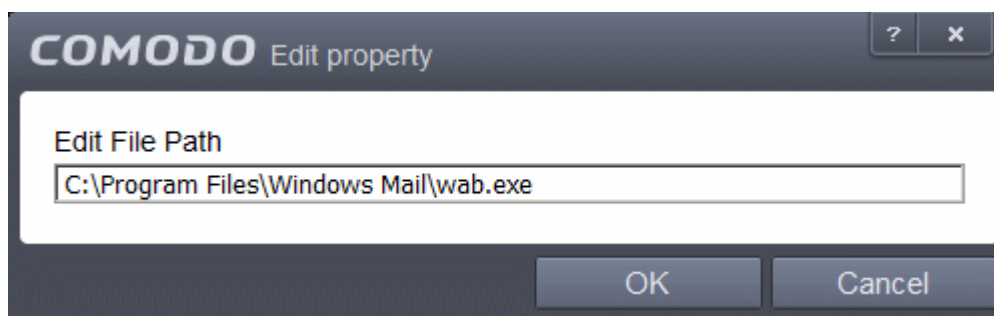 COMODO Edit property ? x
Edit File Path
C:\Program Files\Windows Mail\wab.exe
OK Cancel